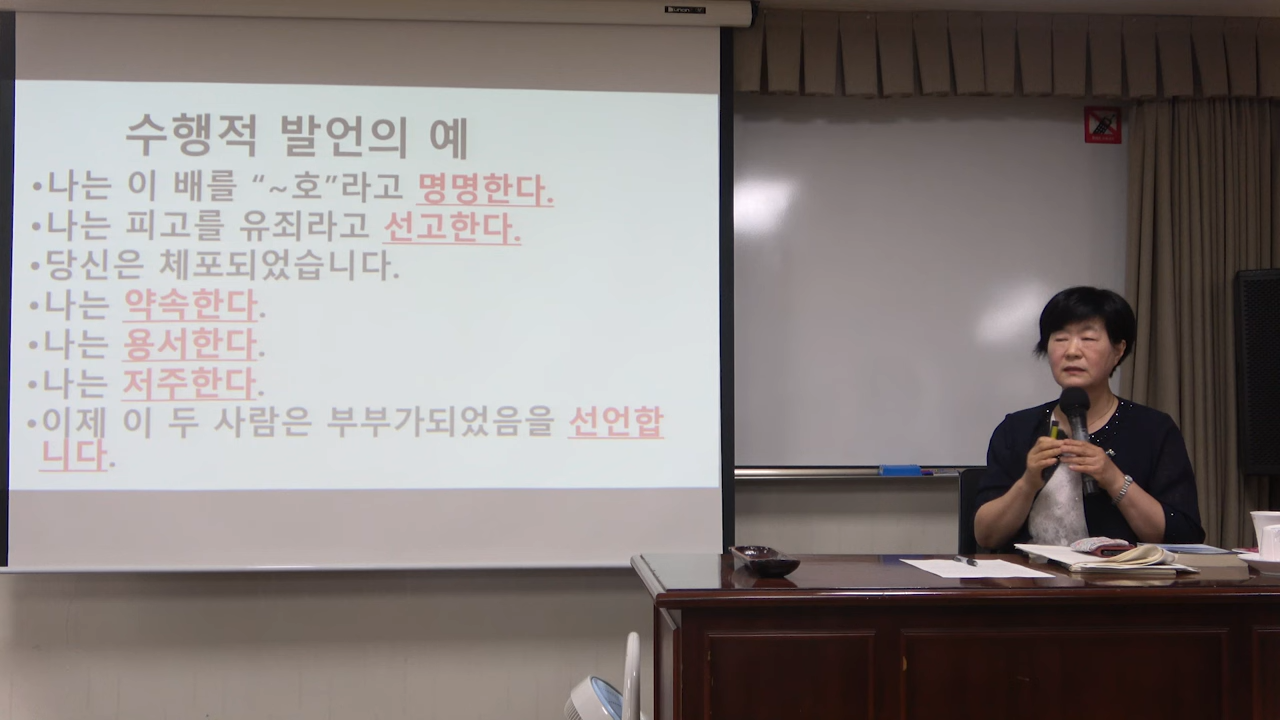 수행적 발언의 예
•나는 이 배를 “~호”라고 명명한다.
•나는 피고를 유죄라고 선고한다.
•당신은 체포되었습니다.
•나는 약속한다.
•나는 용서한다.
•나는 저주한다.
•이제 이 두 사람은 부부가되었음을 선언합
니다.